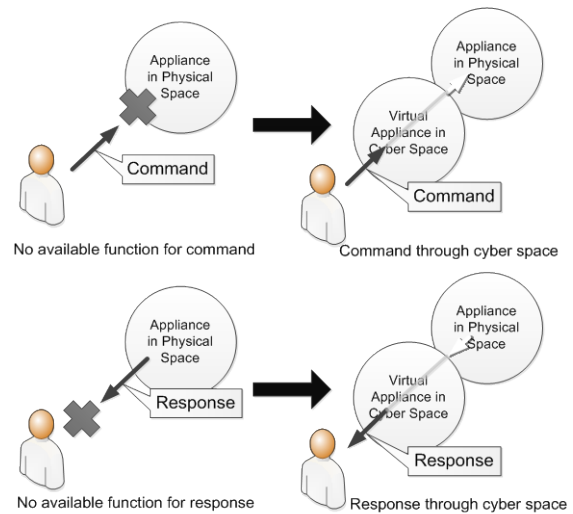 Appliance
in Physical
Space
Command
No available function for command
Appliance
in Physical
Space
Virtual
Appliance in
Cyber Space
Command
Command through cyber space
Appliance
in Physical
Space
Response
No available function for response
Appliance
in Physical
Space
Virtual
Appliance in
Cyber Space
Response
Response through cyber space